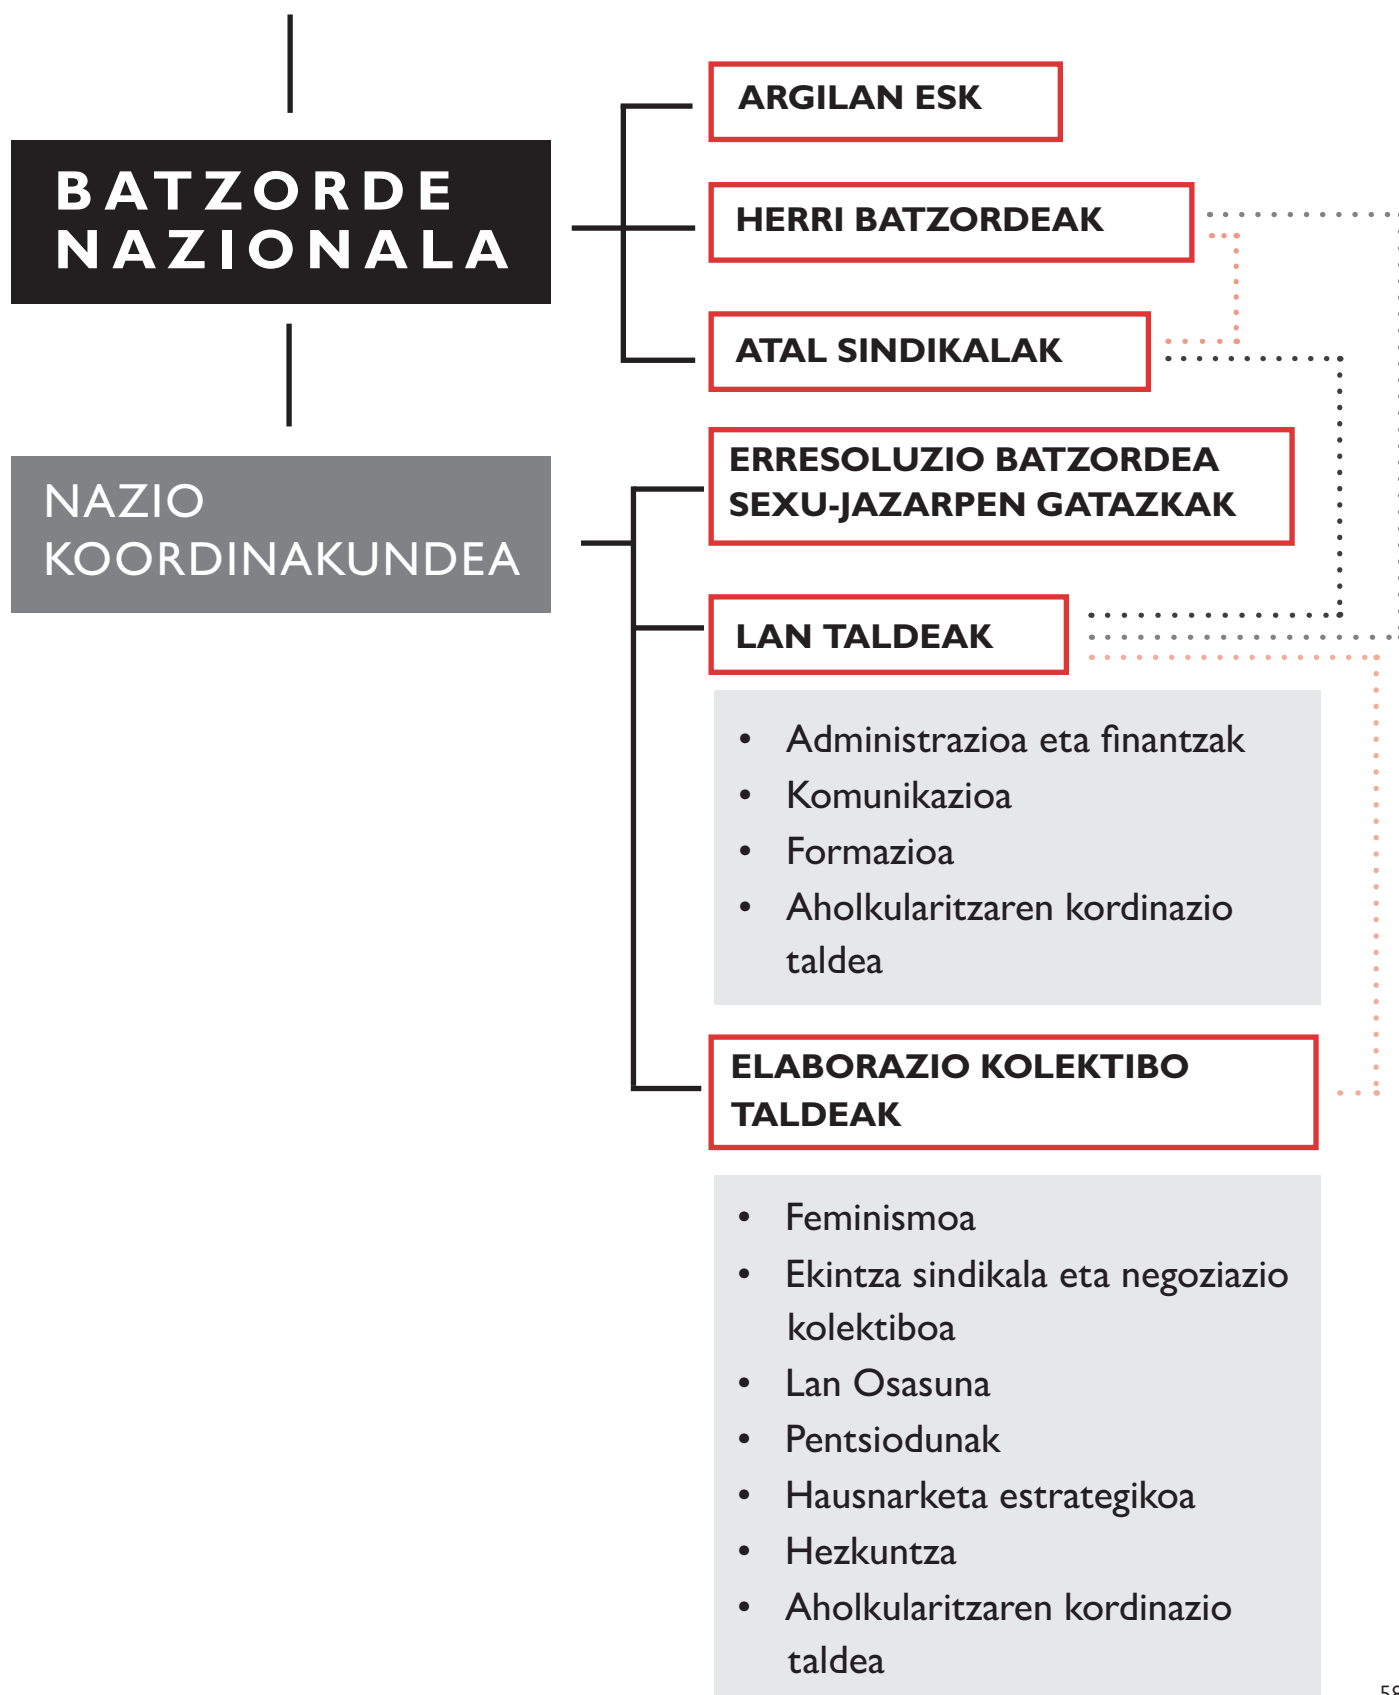 BATZORDE
NAZIONALA
ARGILAN ESK
HERRI BATZORDEAK
ATAL SINDIKALAK
NAZIO
KOORDINAKUNDEA
ERRESOLUZIO BATZORDEA
SEXU-JAZARPEN GATAZKAK
LAN TALDEAK
• Administrazioa eta finantzak
• Komunikazioa
• Formazioa
• Aholkularitzaren kordinazio
taldea
ELABORAZIO KOLEKTIBO
TALDEAK
• Feminismoa
• Ekintza sindikala eta negoziazio
kolektiboa
• Lan Osasuna
• Pentsiodunak
• Hausnarketa estrategikoa
• Hezkuntza
• Aholkularitzaren kordinazio
taldea
58